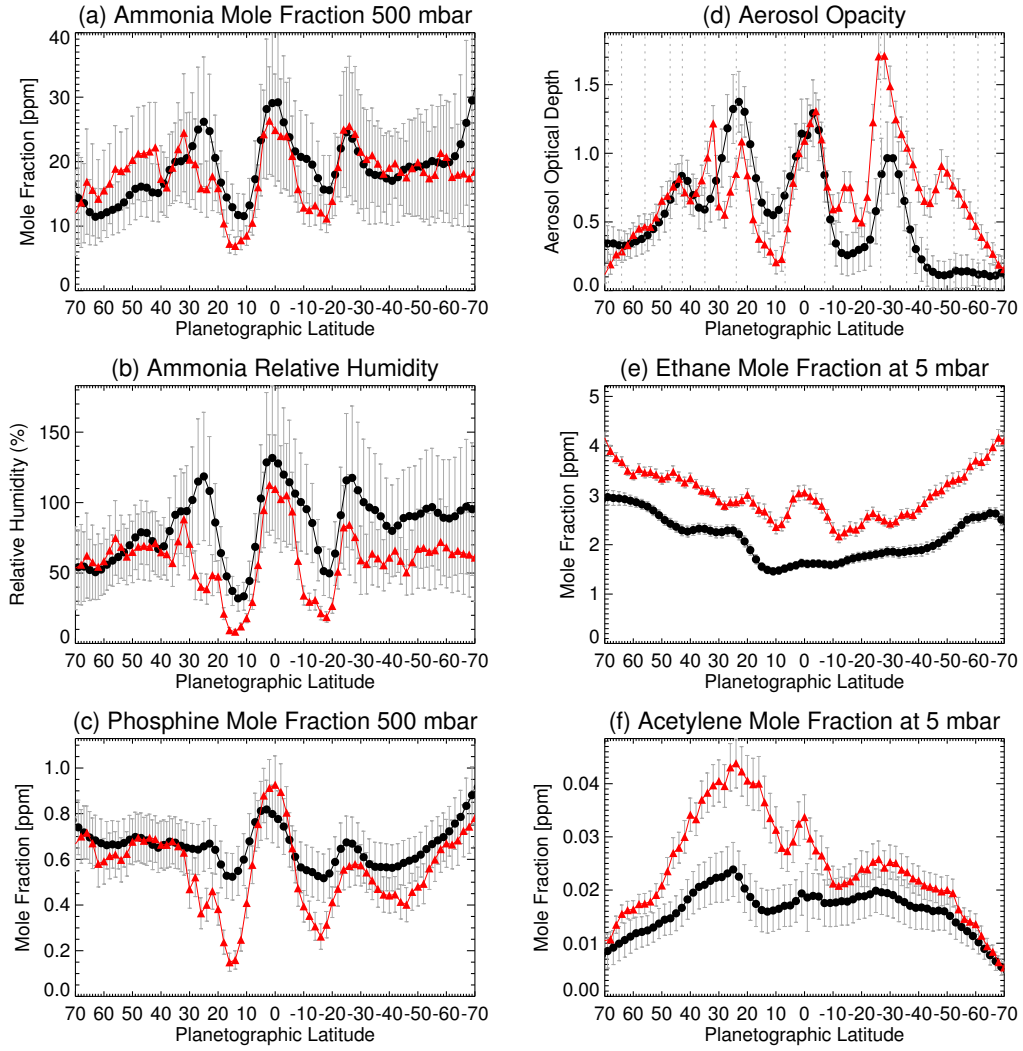 (a) Ammonia Mole Fraction 500 mbar
Mole Fraction [ppm]
40
30
20
10
0
70 60 50 40 30 20 10 0 -10 -20 -30 -40 -50 -60 -70
Planetographic Latitude
(d) Aerosol Opacity
Aerosol Optical Depth
1.5
1.0
0.5
0.0
70 60 50 40 30 20 10 0 -10 -20 -30 -40 -50 -60 -70
Planetographic Latitude
(b) Ammonia Relative Humidity
Relative Humidity (%)
150
100
50
0
70 60 50 40 30 20 10 0 -10 -20 -30 -40 -50 -60 -70
Planetographic Latitude
(e) Ethane Mole Fraction at 5 mbar
Mole Fraction [ppm]
5
4
3
2
1
0
70 60 50 40 30 20 10 0 -10 -20 -30 -40 -50 -60 -70
Planetographic Latitude
(c) Phosphine Mole Fraction 500 mbar
Mole Fraction [ppm]
1.0
0.8
0.6
0.4
0.2
0.0
70 60 50 40 30 20 10 0 -10 -20 -30 -40 -50 -60 -70
Planetographic Latitude
(f) Acetylene Mole Fraction at 5 mbar
Mole Fraction [ppm]
0.04
0.03
0.02
0.01
0.00
70 60 50 40 30 20 10 0 -10 -20 -30 -40 -50 -60 -70
Planetographic Latitude